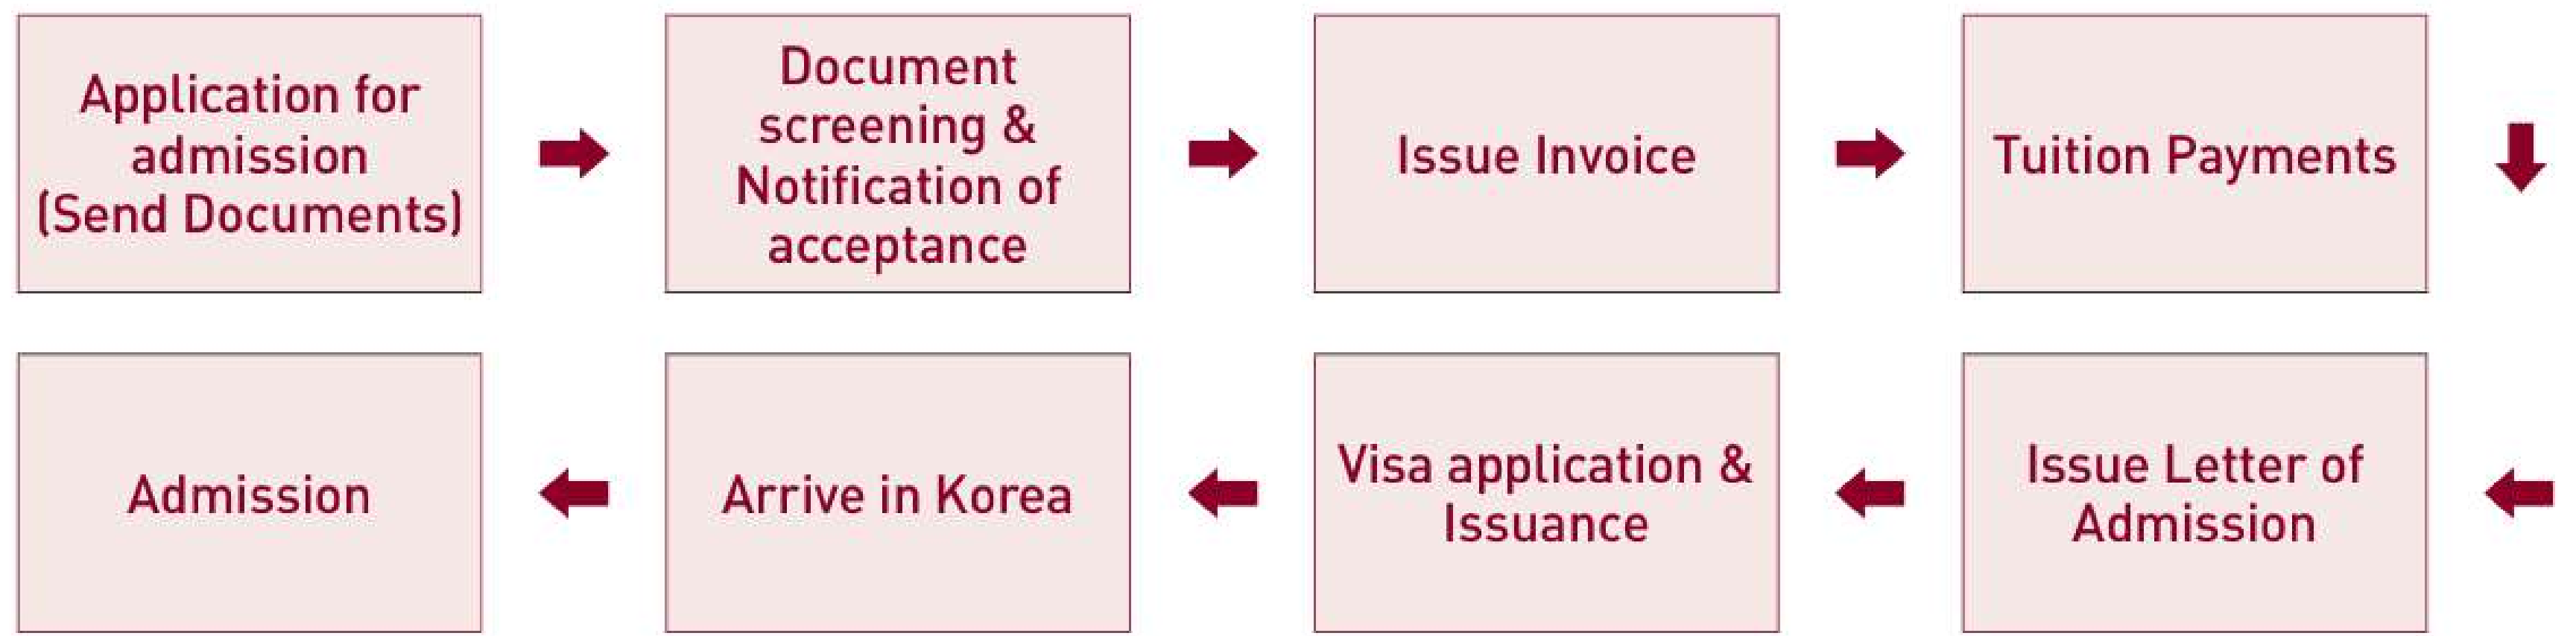 Application for
admission
(Send Documents)
Document
screening &
Notification of
acceptance
Issue Invoice
Tuition Payments
Issue Letter of
Admission
Visa application &
Issuance
Arrive in Korea
Admission